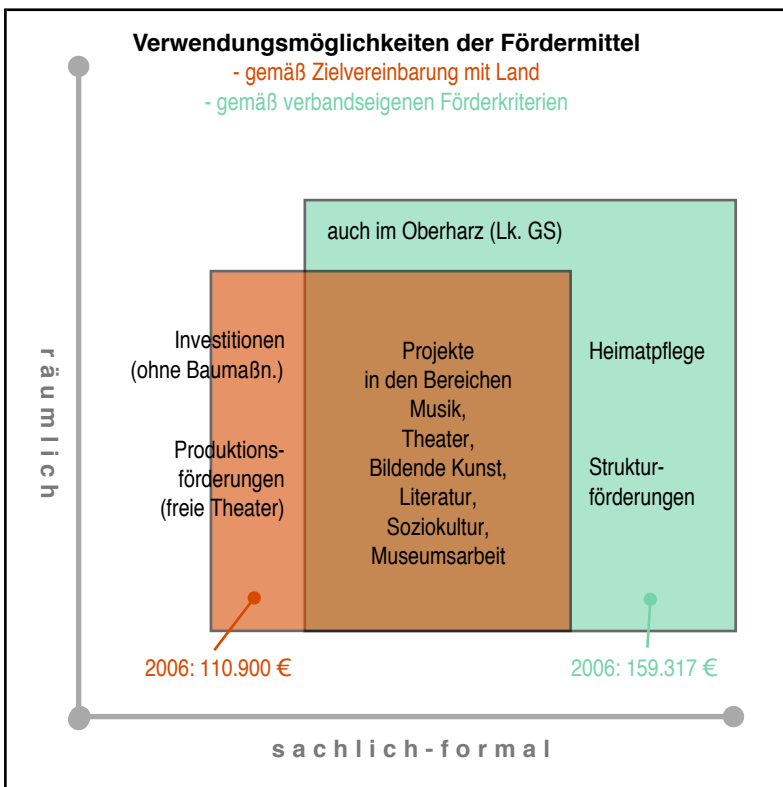 Verwendungsmöglichkeiten der Fördermittel
- gemäß Zielvereinbarung mit Land
- gemäß verbandseigenen Förderkriterien
auch im Oberharz (Lk. GS)
Investitionen
(ohne Baumaßn.)
Produktions-
förderungen
(freie Theater)
Projekte
in den Bereichen
Musik,
Theater,
Bildende Kunst,
Literatur,
Soziokultur,
Museumsarbeit
Heimatpflege
Struktur-
förderungen
2006: 110.900 €
2006: 159.317 €
räumlich
sachlich-formal